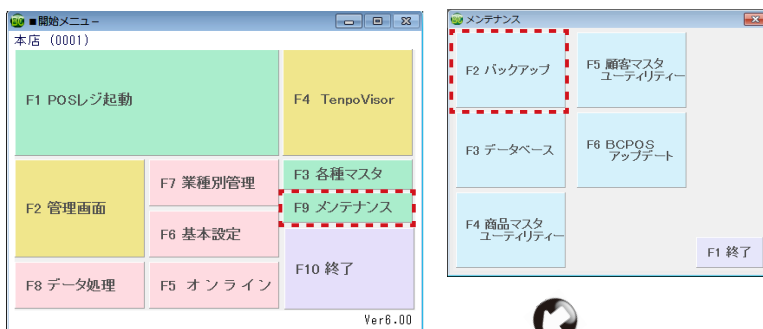 ■開始メニュー
本店 (0001)
F1 POSレジ起動
F4 TenpoVisor
F2 管理画面
F7 業種別管理
F3 各種マスタ
F9 メンテナンス
F6 基本設定
F10 終了
F8 データ処理
F5 オンライン
Ver6.00
メンテナンス
F2 バックアップ
F5 顧客マスタ
ユーティリティー
F3 データベース
F6 BCPOS
アップデート
F4 商品マスタ
ユーティリティー
F1 終了